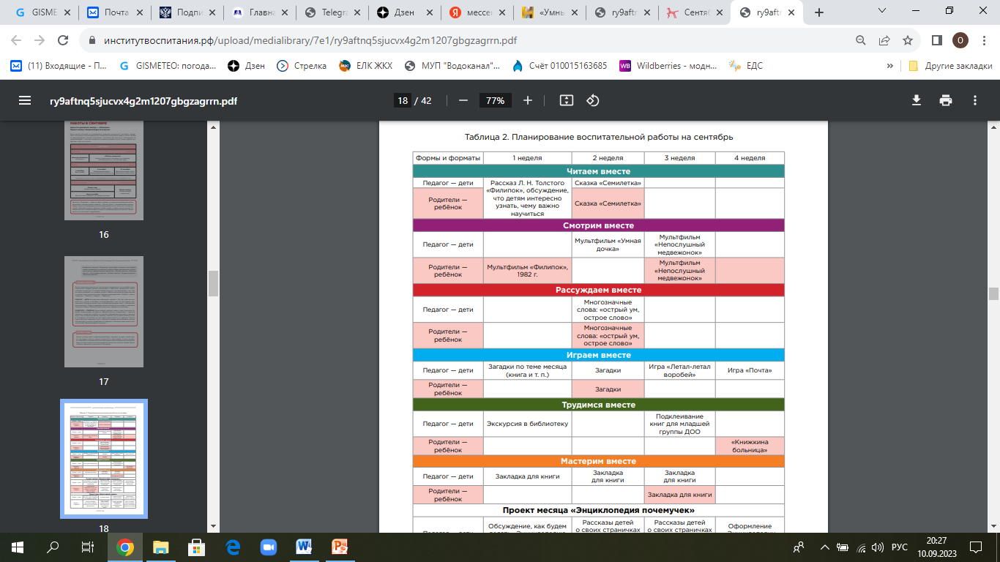 GISME
Почта
Подпи
Главна
Telegra
Дзен
мессен
«Умны
ry9aftr
Сентяб
ry9aftr
институтвоспитания.рф/upload/medialibrary/7e1/ry9aftnq5sjucvx4g2m1207gbgzagrrn.pdf
О
(11) Входящие - П...
GISMETEO: погода...
Дзен
Стрелка
ЕЛК ЖКХ
МУП "Водоканал"...
Счёт 010015163685
WB
Wildberries - модн...
ЕДС
»
Другие закладки
ry9aftnq5sjucvx4g2m1207gbgzagrrn.pdf
18 / 42
77%
16
17
18
Таблица 2. Планирование воспитательной работы на сентябрь
Формы и форматы 1 неделя 2 неделя 3 неделя 4 неделя
Читаем вместе
Педагог — дети
Рассказ Л. Н. Толстого
«Филипок», обсуждение,
что детям интересно
узнать, чему важно
научиться
Сказка «Семилетка»
Родители —
ребёнок
Сказка «Семилетка»
Смотрим вместе
Педагог — дети
Мультфильм «Умная
дочка»
Мультфильм
«Непослушный
медвежонок»
Родители —
ребёнок
Мультфильм «Филипок»,
1982 г.
Мультфильм
«Непослушный
медвежонок»
Рассуждаем вместе
Педагог — дети
Многозначные
слова: «острый ум,
острое слово»
Родители —
ребёнок
Многозначные
слова: «острый ум,
острое слово»
Играем вместе
Педагог — дети
Загадки по теме месяца
(книга и т. п.)
Загадки
Игра «Летал-летал
воробей»
Игра «Почта»
Родители —
ребёнок
Загадки
Трудимся вместе
Педагог — дети
Экскурсия в библиотеку
Подклеивание
книг для младшей
группы ДОО
Родители —
ребёнок
«Книжкина
больница»
Мастерим вместе
Педагог — дети
Закладка для книги
Закладка
для книги
Закладка
для книги
Родители —
ребёнок
Закладка для книги
Проект месяца «Энциклопедия почемучек»
Обсуждение, как будем
Рассказы детей
о своих страничках
Рассказы детей
о своих страничках
Оформление
РУС
20:27
10.09.2023